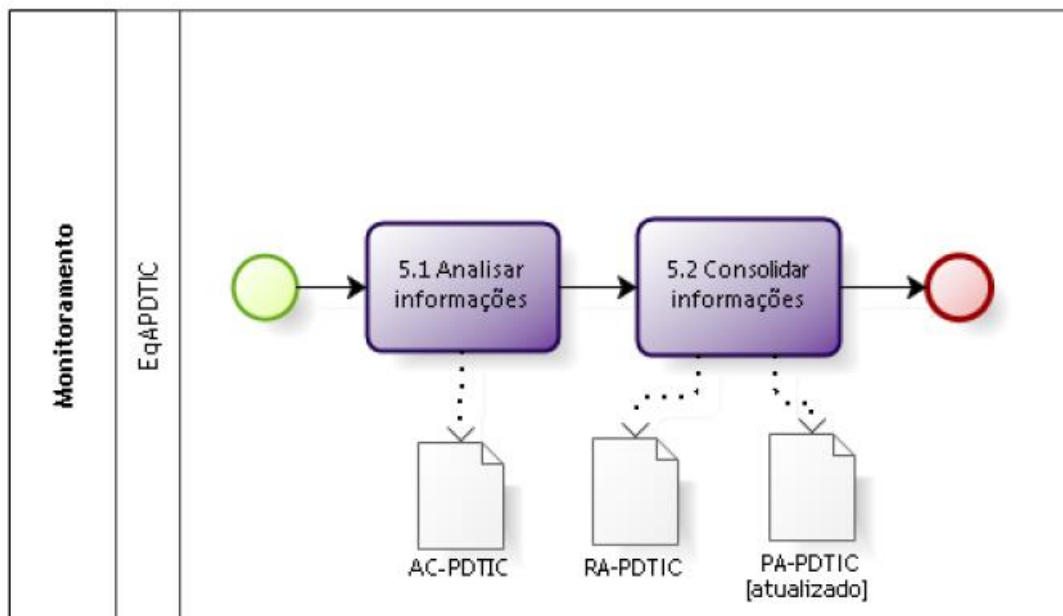 Monitoramento
EqAPDTIC
5.1 Analisar
informações
5.2 Consolidar
informações
AC-PDTIC
RA-PDTIC
PA-PDTIC
[atualizado]